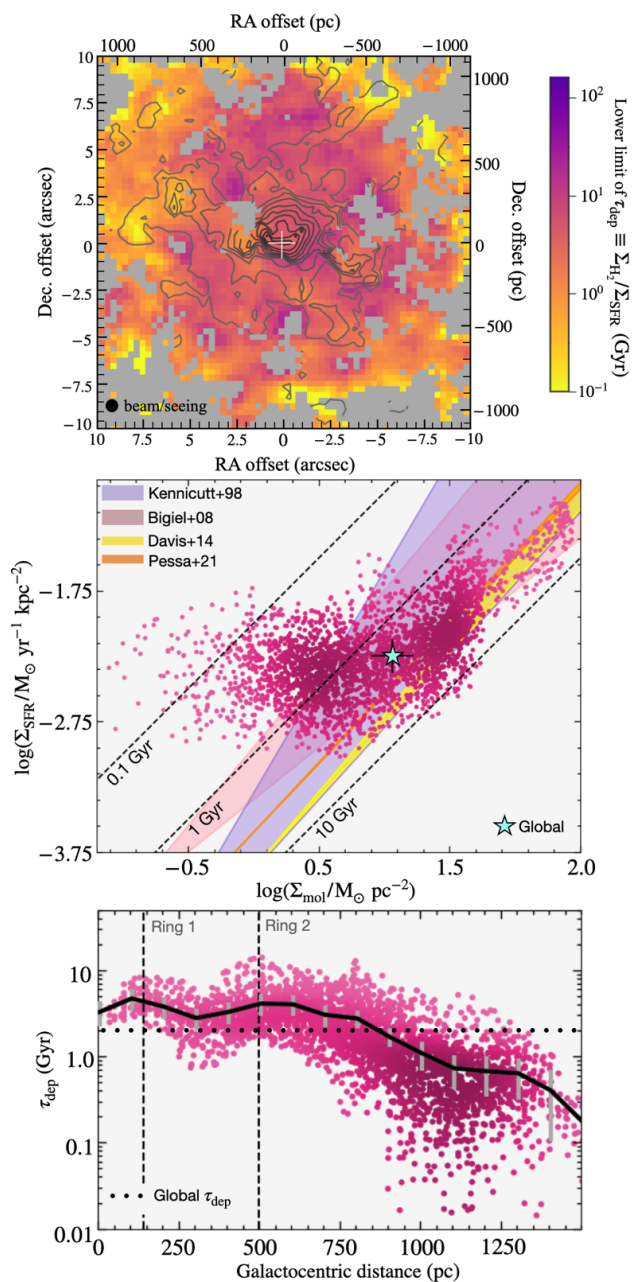 RA offset (pc)
1000 500 0 −500 −1000
10
7.5
5
2.5
0
−2.5
−5
−7.5
−10
Dec. offset (arcsec)
1000
500
0
−500
−1000
Dec. offset (pc)
beam/seeing
10 7.5 5 2.5 0 −2.5 −5 −7.5 −10
RA offset (arcsec)
10²
10¹
10⁰
10⁻¹
Lower limit of τdep ≡ ΣH₂/ΣSFR (Gyr)
Kennicutt+98
Bigiel+08
Davis+14
Pessa+21
−1.75
−2.75
−3.75
log(ΣSFR/M⊙ yr⁻¹ kpc⁻²)
0.1 Gyr
1 Gyr
10 Gyr
Global
−0.5 0.5 1.5 2.0
log(Σmol/M⊙ pc⁻²)
Ring 1
Ring 2
10
1.0
0.1
0.01
τdep (Gyr)
Global τdep
0 250 500 750 1000 1250
Galactocentric distance (pc)